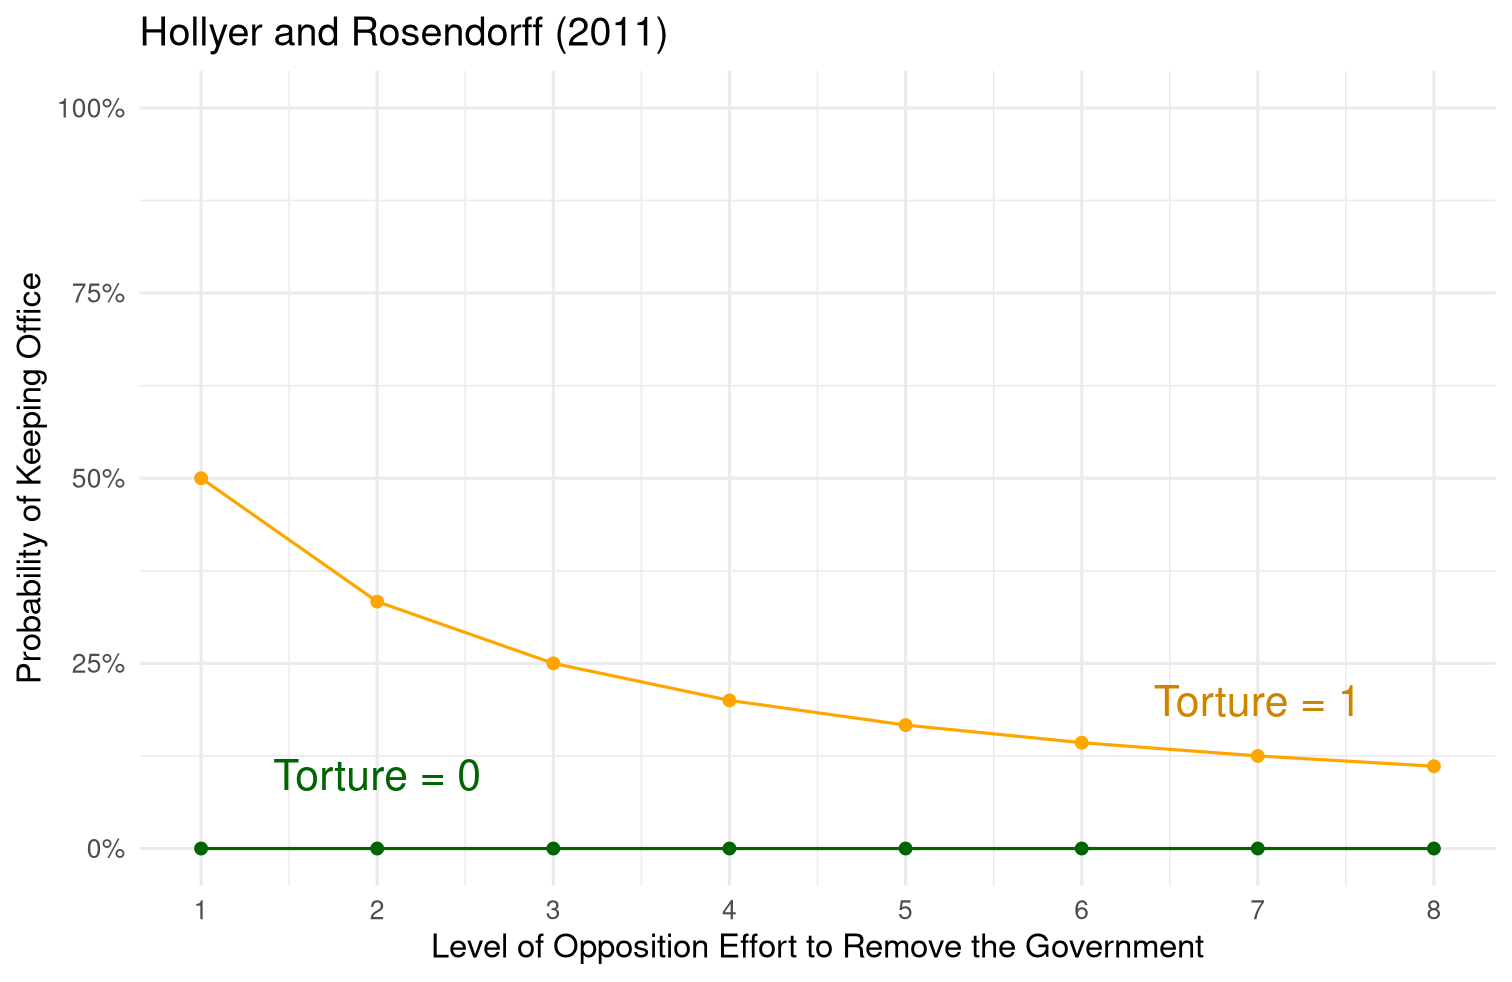 Hollyer and Rosendorff (2011)
Probability of Keeping Office
100%
75%
50%
25%
0%
Torture = 1
Torture = 0
1 2 3 4 5 6 7 8
Level of Opposition Effort to Remove the Government